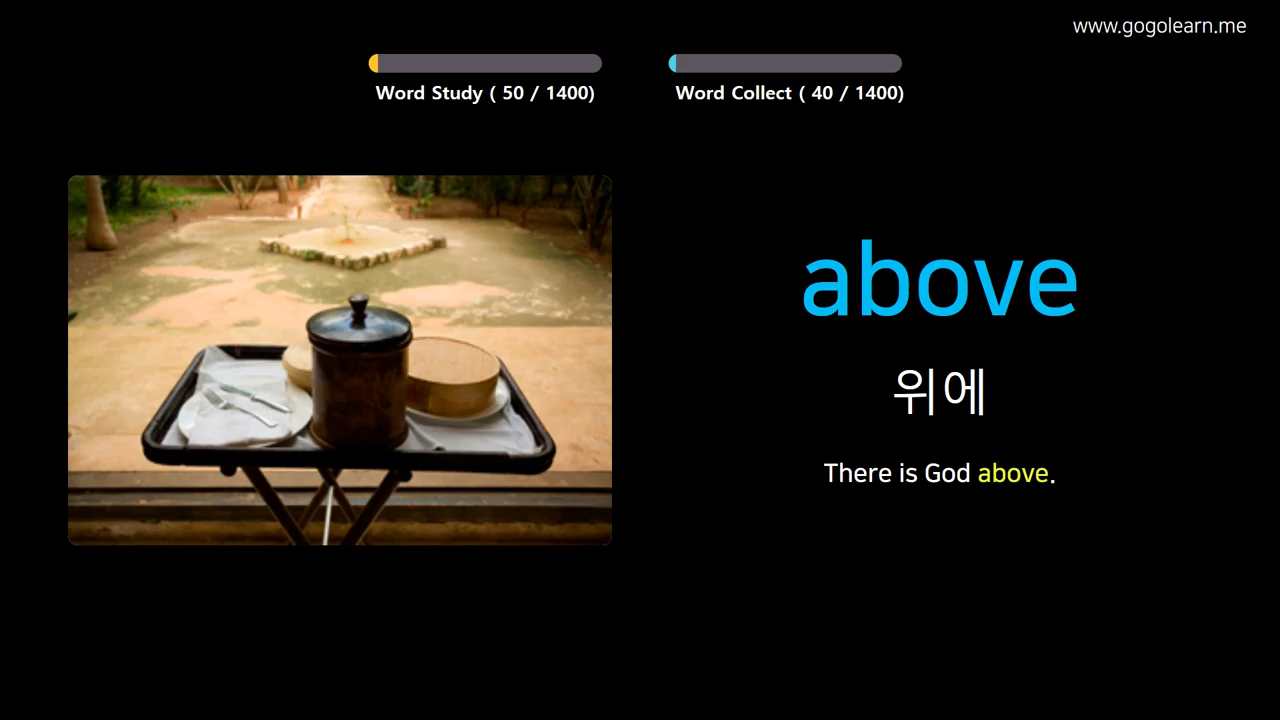 www.gogolearn.me
Word Study ( 50 / 1400)
Word Collect ( 40 / 1400)
above
위에
There is God above.